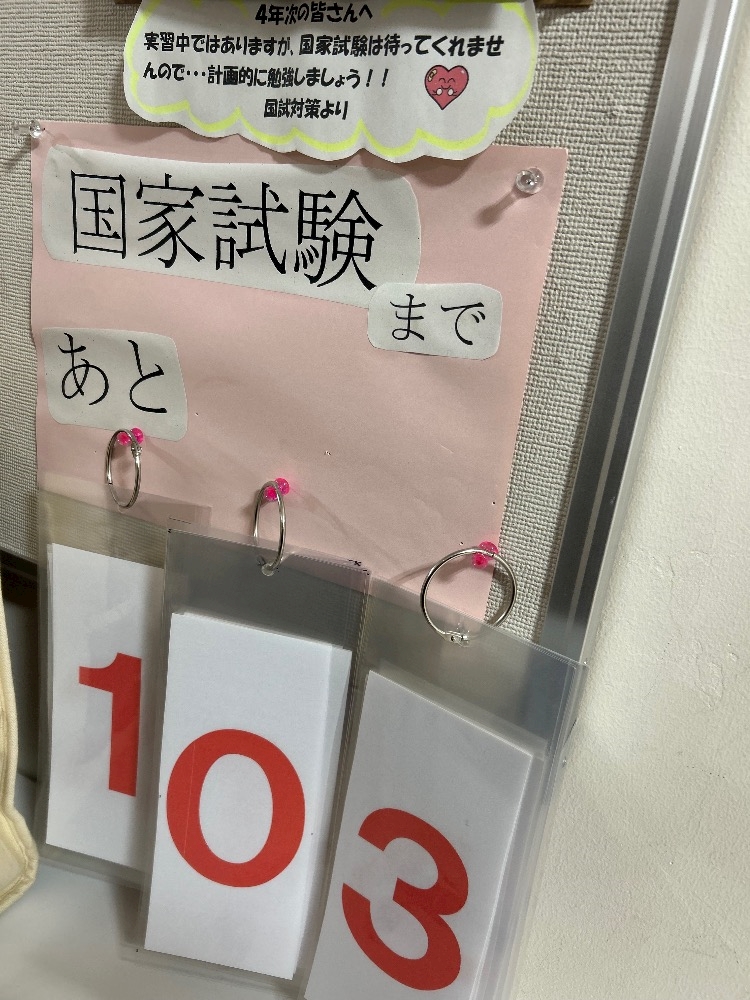 4年次の皆さんへ
実習中ではありますが、国家試験は待ってくれませ
んので・・・計画的に勉強しましょう！！
国試対策より
国家試験
まで
あと
103